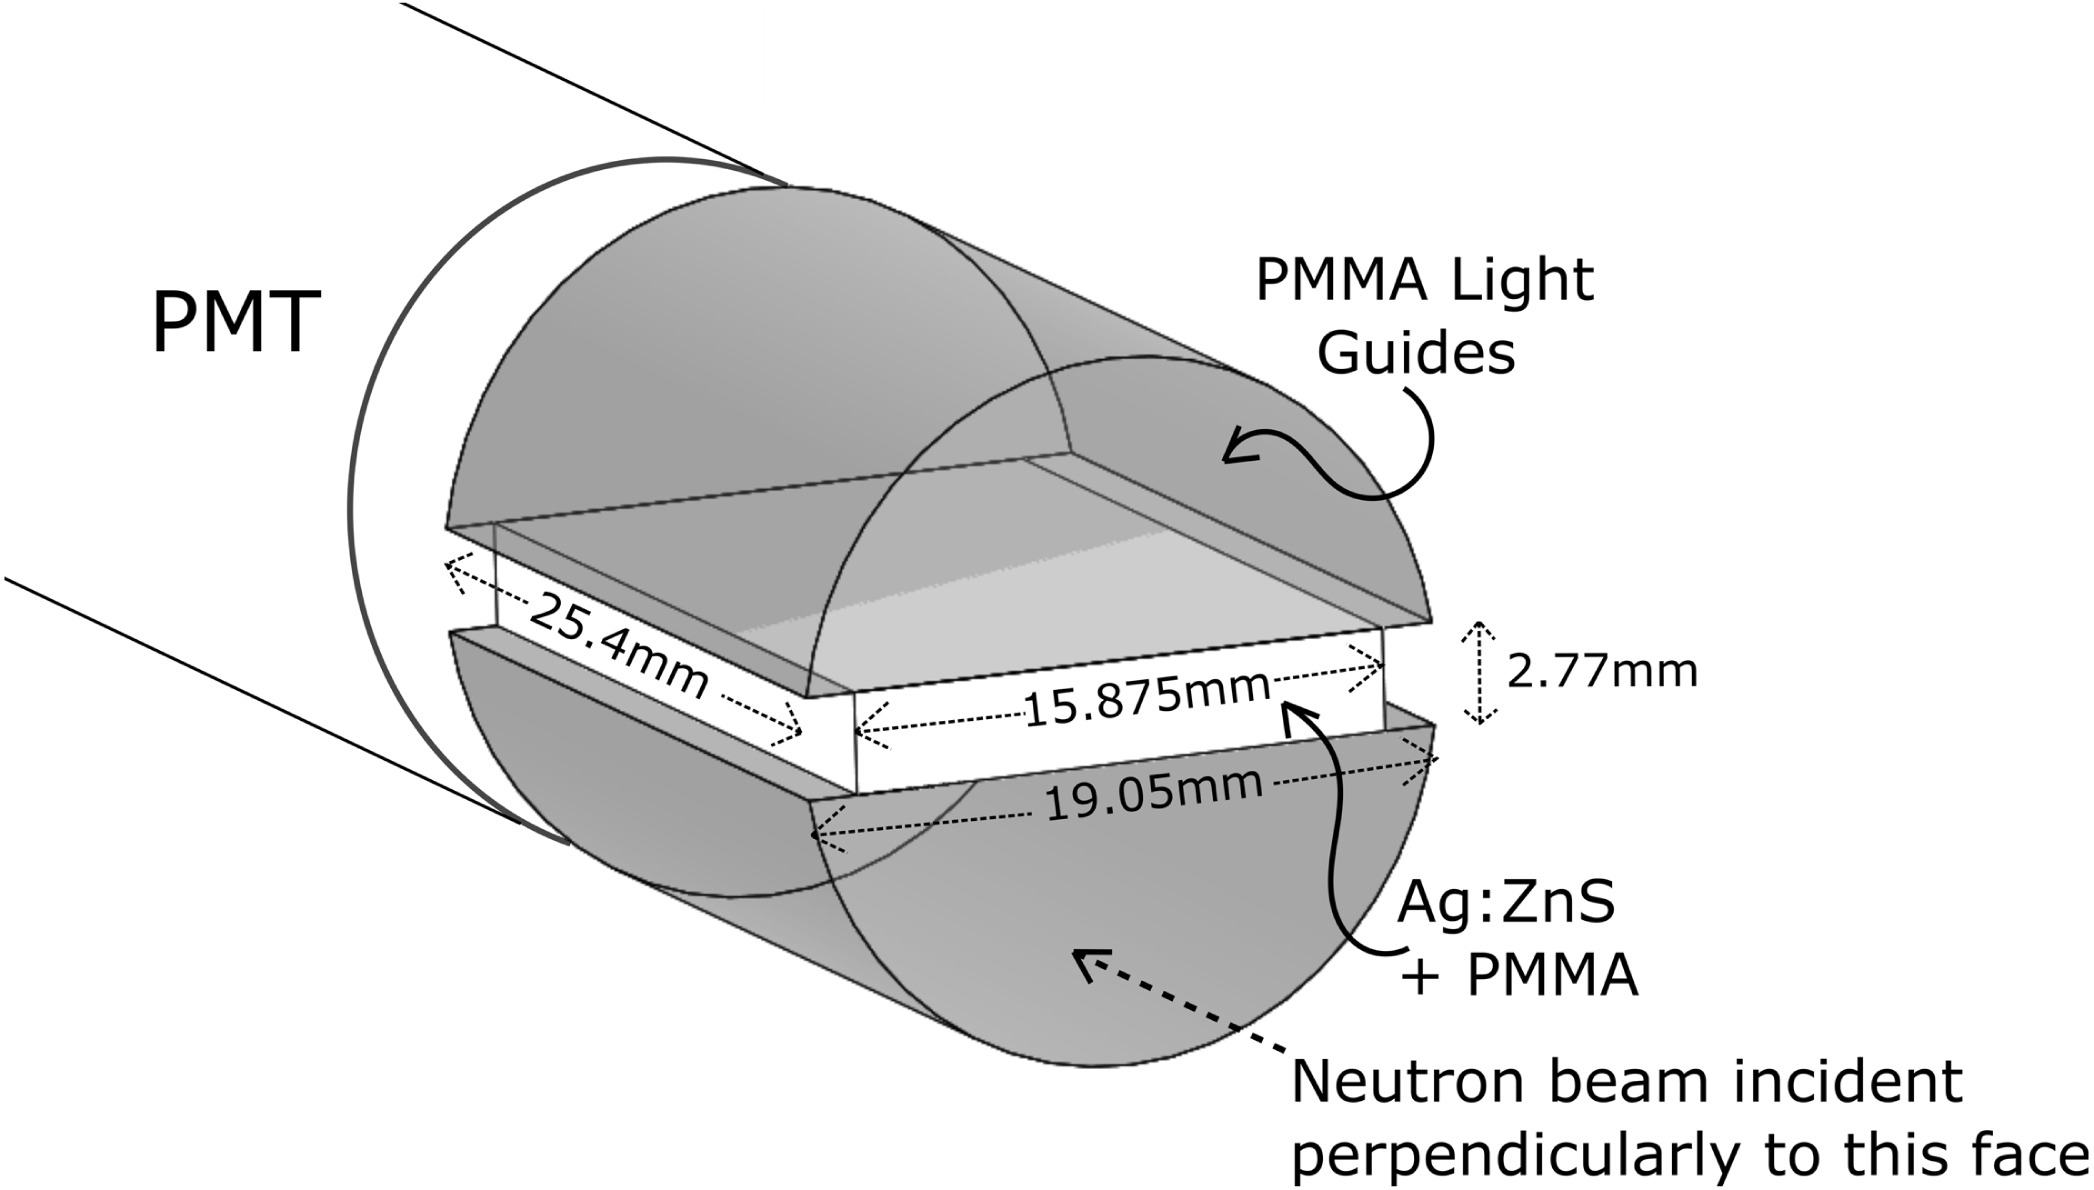 PMT
PMMA Light
Guides
25.4mm
15.875mm
2.77mm
19.05mm
Ag:ZnS
+ PMMA
Neutron beam incident
perpendicularly to this face